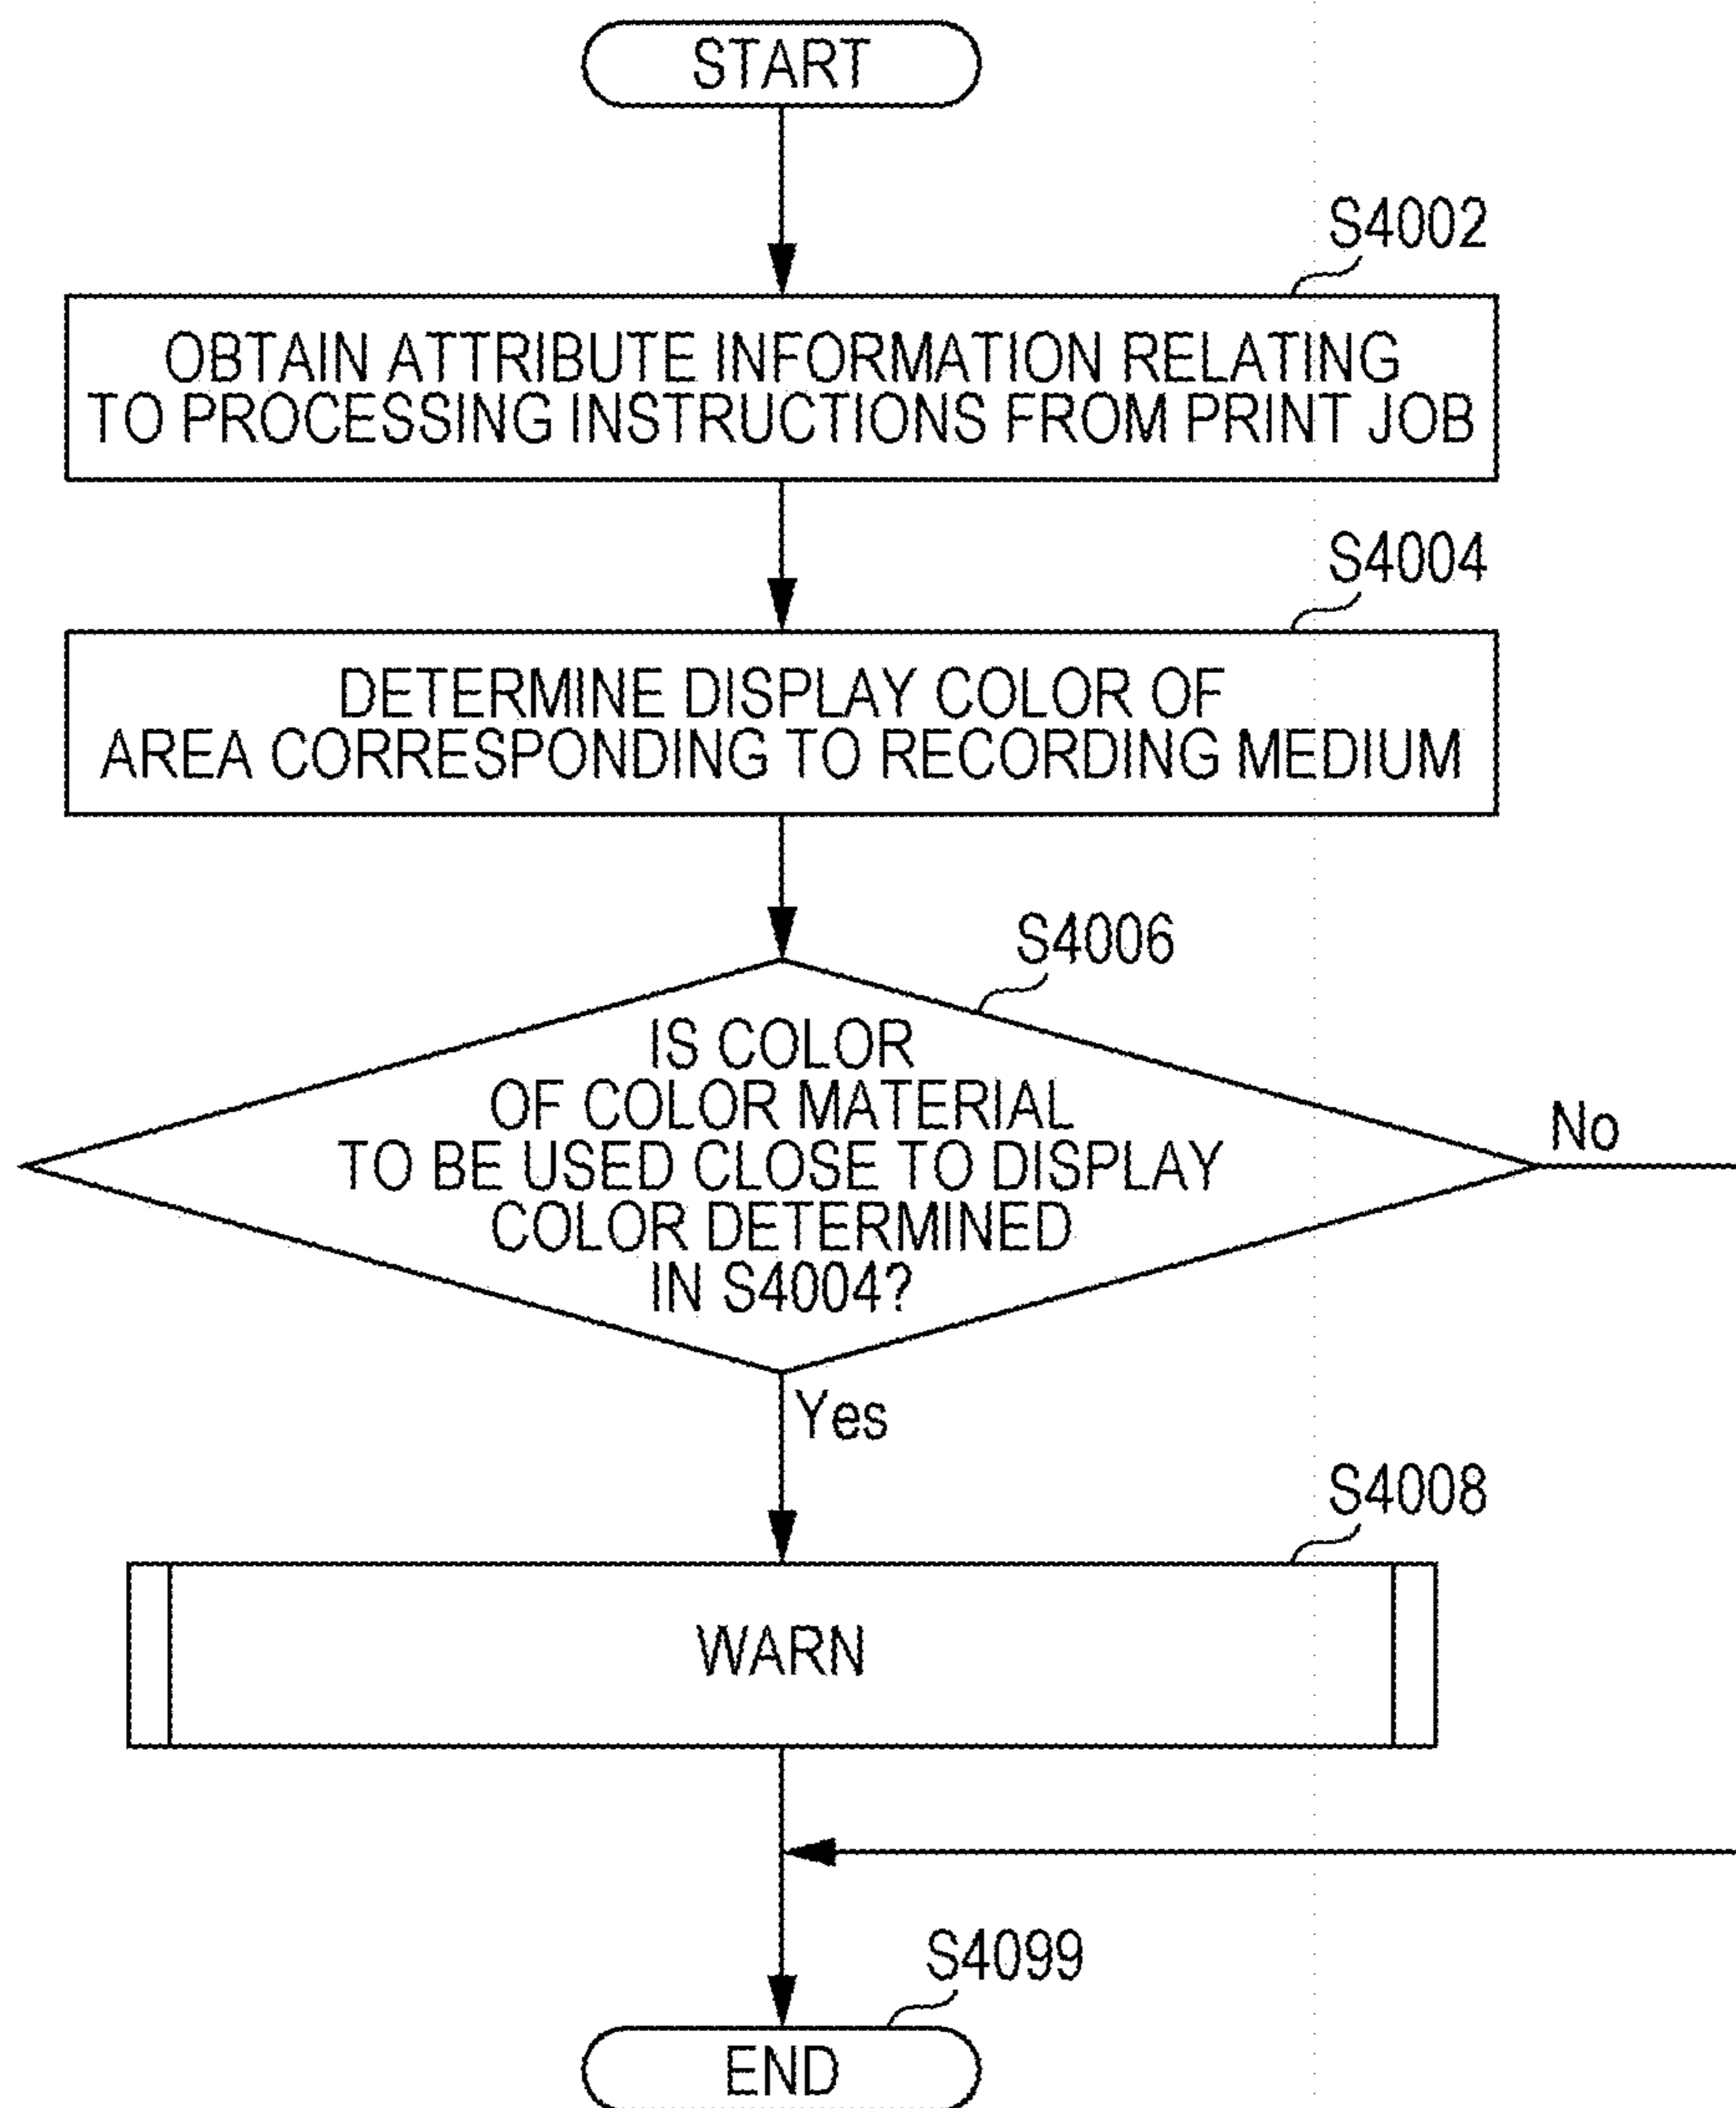 START
S4002
OBTAIN ATTRIBUTE INFORMATION RELATING
TO PROCESSING INSTRUCTIONS FROM PRINT JOB
S4004
DETERMINE DISPLAY COLOR OF
AREA CORRESPONDING TO RECORDING MEDIUM
S4006
IS COLOR
OF COLOR MATERIAL
TO BE USED CLOSE TO DISPLAY
COLOR DETERMINED
IN S4004?
No
Yes
S4008
WARN
S4099
END